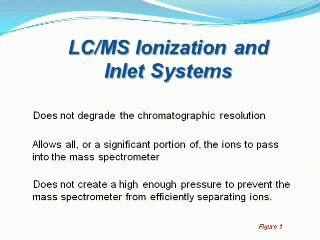 LC/MS Ionization and
Inlet Systems
Does not degrade the chromatographic resolution
Allows all, or a significant portion of, the ions to pass
into the mass spectrometer
Does not create a high enough pressure to prevent the
mass spectrometer from efficiently separating ions.
Figure 1